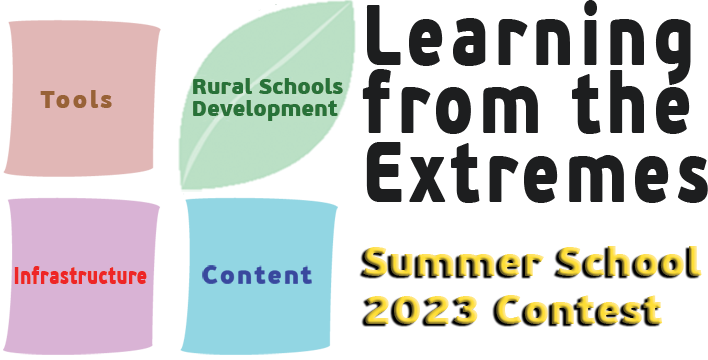 Tools
Rural Schools
Development
Infrastructure
Content
Learning
from the
Extremes
Summer School
2023 Contest